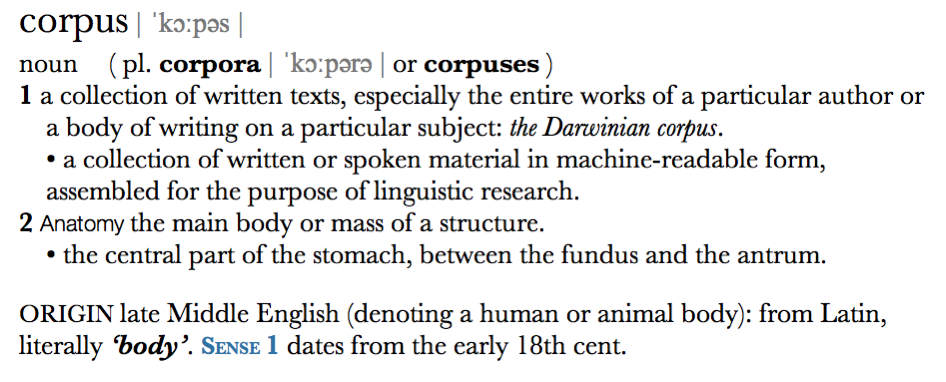 corpus | ˈkɔːpəs |
noun (pl. corpora | ˈkɔːpərə | or corpuses)
1 a collection of written texts, especially the entire works of a particular author or
a body of writing on a particular subject: the Darwinian corpus.
• a collection of written or spoken material in machine-readable form,
assembled for the purpose of linguistic research.
2 Anatomy the main body or mass of a structure.
• the central part of the stomach, between the fundus and the antrum.
ORIGIN late Middle English (denoting a human or animal body): from Latin,
literally ‘body’. SENSE 1 dates from the early 18th cent.